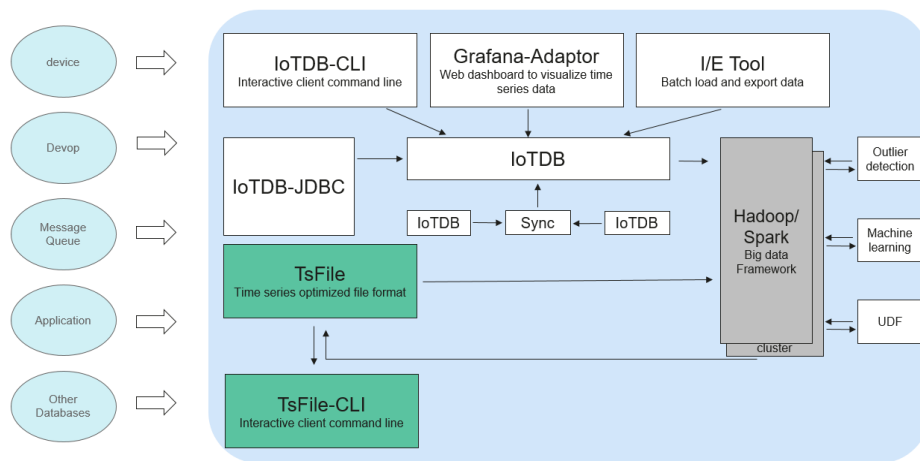 device
Devop
Message
Queue
Application
Other
Databases
IoTDB-CLI
Interactive client command line
Grafana-Adaptor
Web dashboard to visualize time
series data
I/E Tool
Batch load and export data
IoTDB-JDBC
IoTDB
IoTDB
Sync
IoTDB
TsFile
Time series optimized file format
TsFile-CLI
Interactive client command line
Hadoop/
Spark
Big data
Framework
cluster
Outlier
detection
Machine
learning
UDF